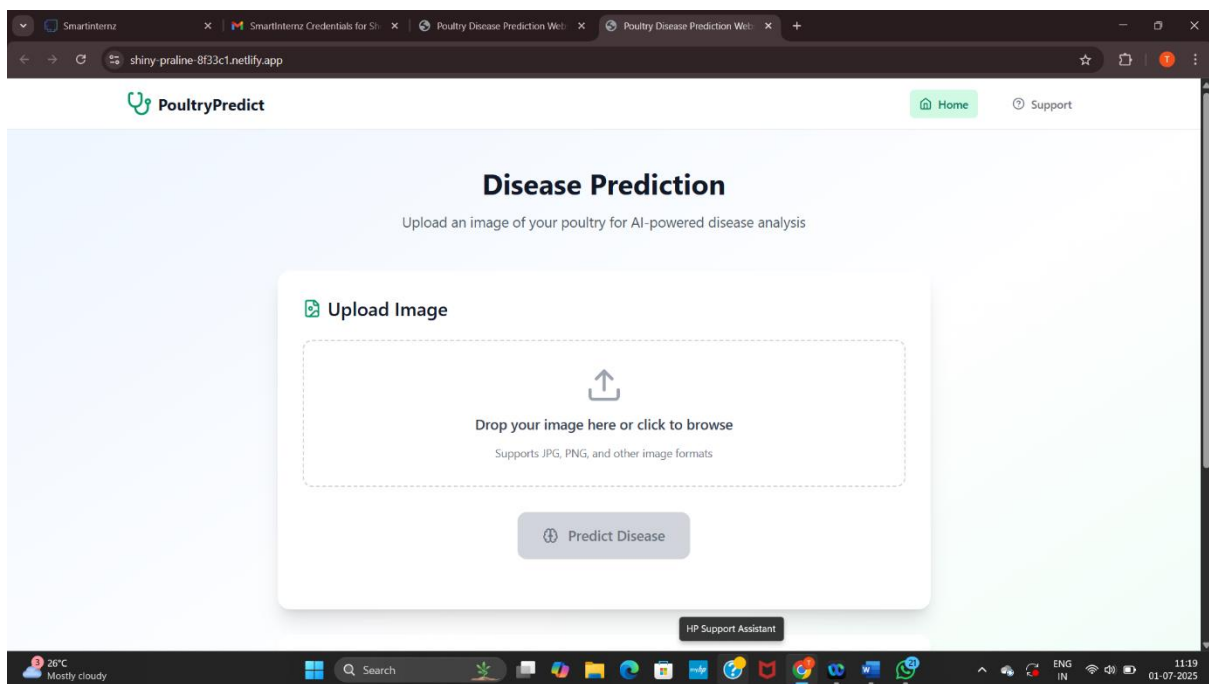 Smartinternz
SmartInternz Credentials for Sh
Poultry Disease Prediction Web
Poultry Disease Prediction Web
shiny-praline-8f33c1.netlify.app
T
PoultryPredict
Home
Support
Disease Prediction
Upload an image of your poultry for AI-powered disease analysis
Upload Image
Drop your image here or click to browse
Supports JPG, PNG, and other image formats
Predict Disease
HP Support Assistant
3
26°C
Mostly cloudy
Search
ENG
IN
11:19
01-07-2025